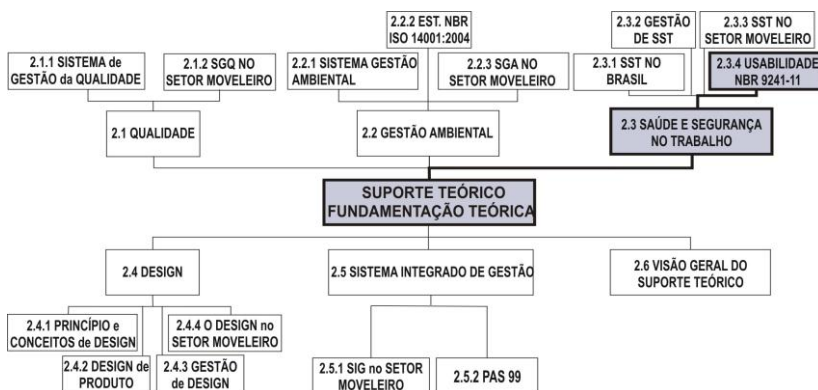 2.2.2 EST. NBR
ISO 14001:2004
2.3.2 GESTÃO
DE SST
2.3.3 SST NO
SETOR MOVELEIRO
2.1.1 SISTEMA de
GESTÃO da QUALIDADE
2.1.2 SGQ NO
SETOR MOVELEIRO
2.2.1 SISTEMA GESTÃO
AMBIENTAL
2.2.3 SGA NO
SETOR MOVELEIRO
2.3.1 SST NO
BRASIL
2.3.4 USABILIDADE
NBR 9241-11
2.1 QUALIDADE
2.2 GESTÃO AMBIENTAL
2.3 SAÚDE E SEGURANÇA
NO TRABALHO
SUPORTE TEÓRICO
FUNDAMENTAÇÃO TEÓRICA
2.4 DESIGN
2.5 SISTEMA INTEGRADO DE GESTÃO
2.6 VISÃO GERAL DO
SUPORTE TEÓRICO
2.4.1 PRINCÍPIO e
CONCEITOS de DESIGN
2.4.4 O DESIGN no
SETOR MOVELEIRO
2.4.2 DESIGN de
PRODUTO
2.4.3 GESTÃO
de DESIGN
2.5.1 SIG no SETOR
MOVELEIRO
2.5.2 PAS 99